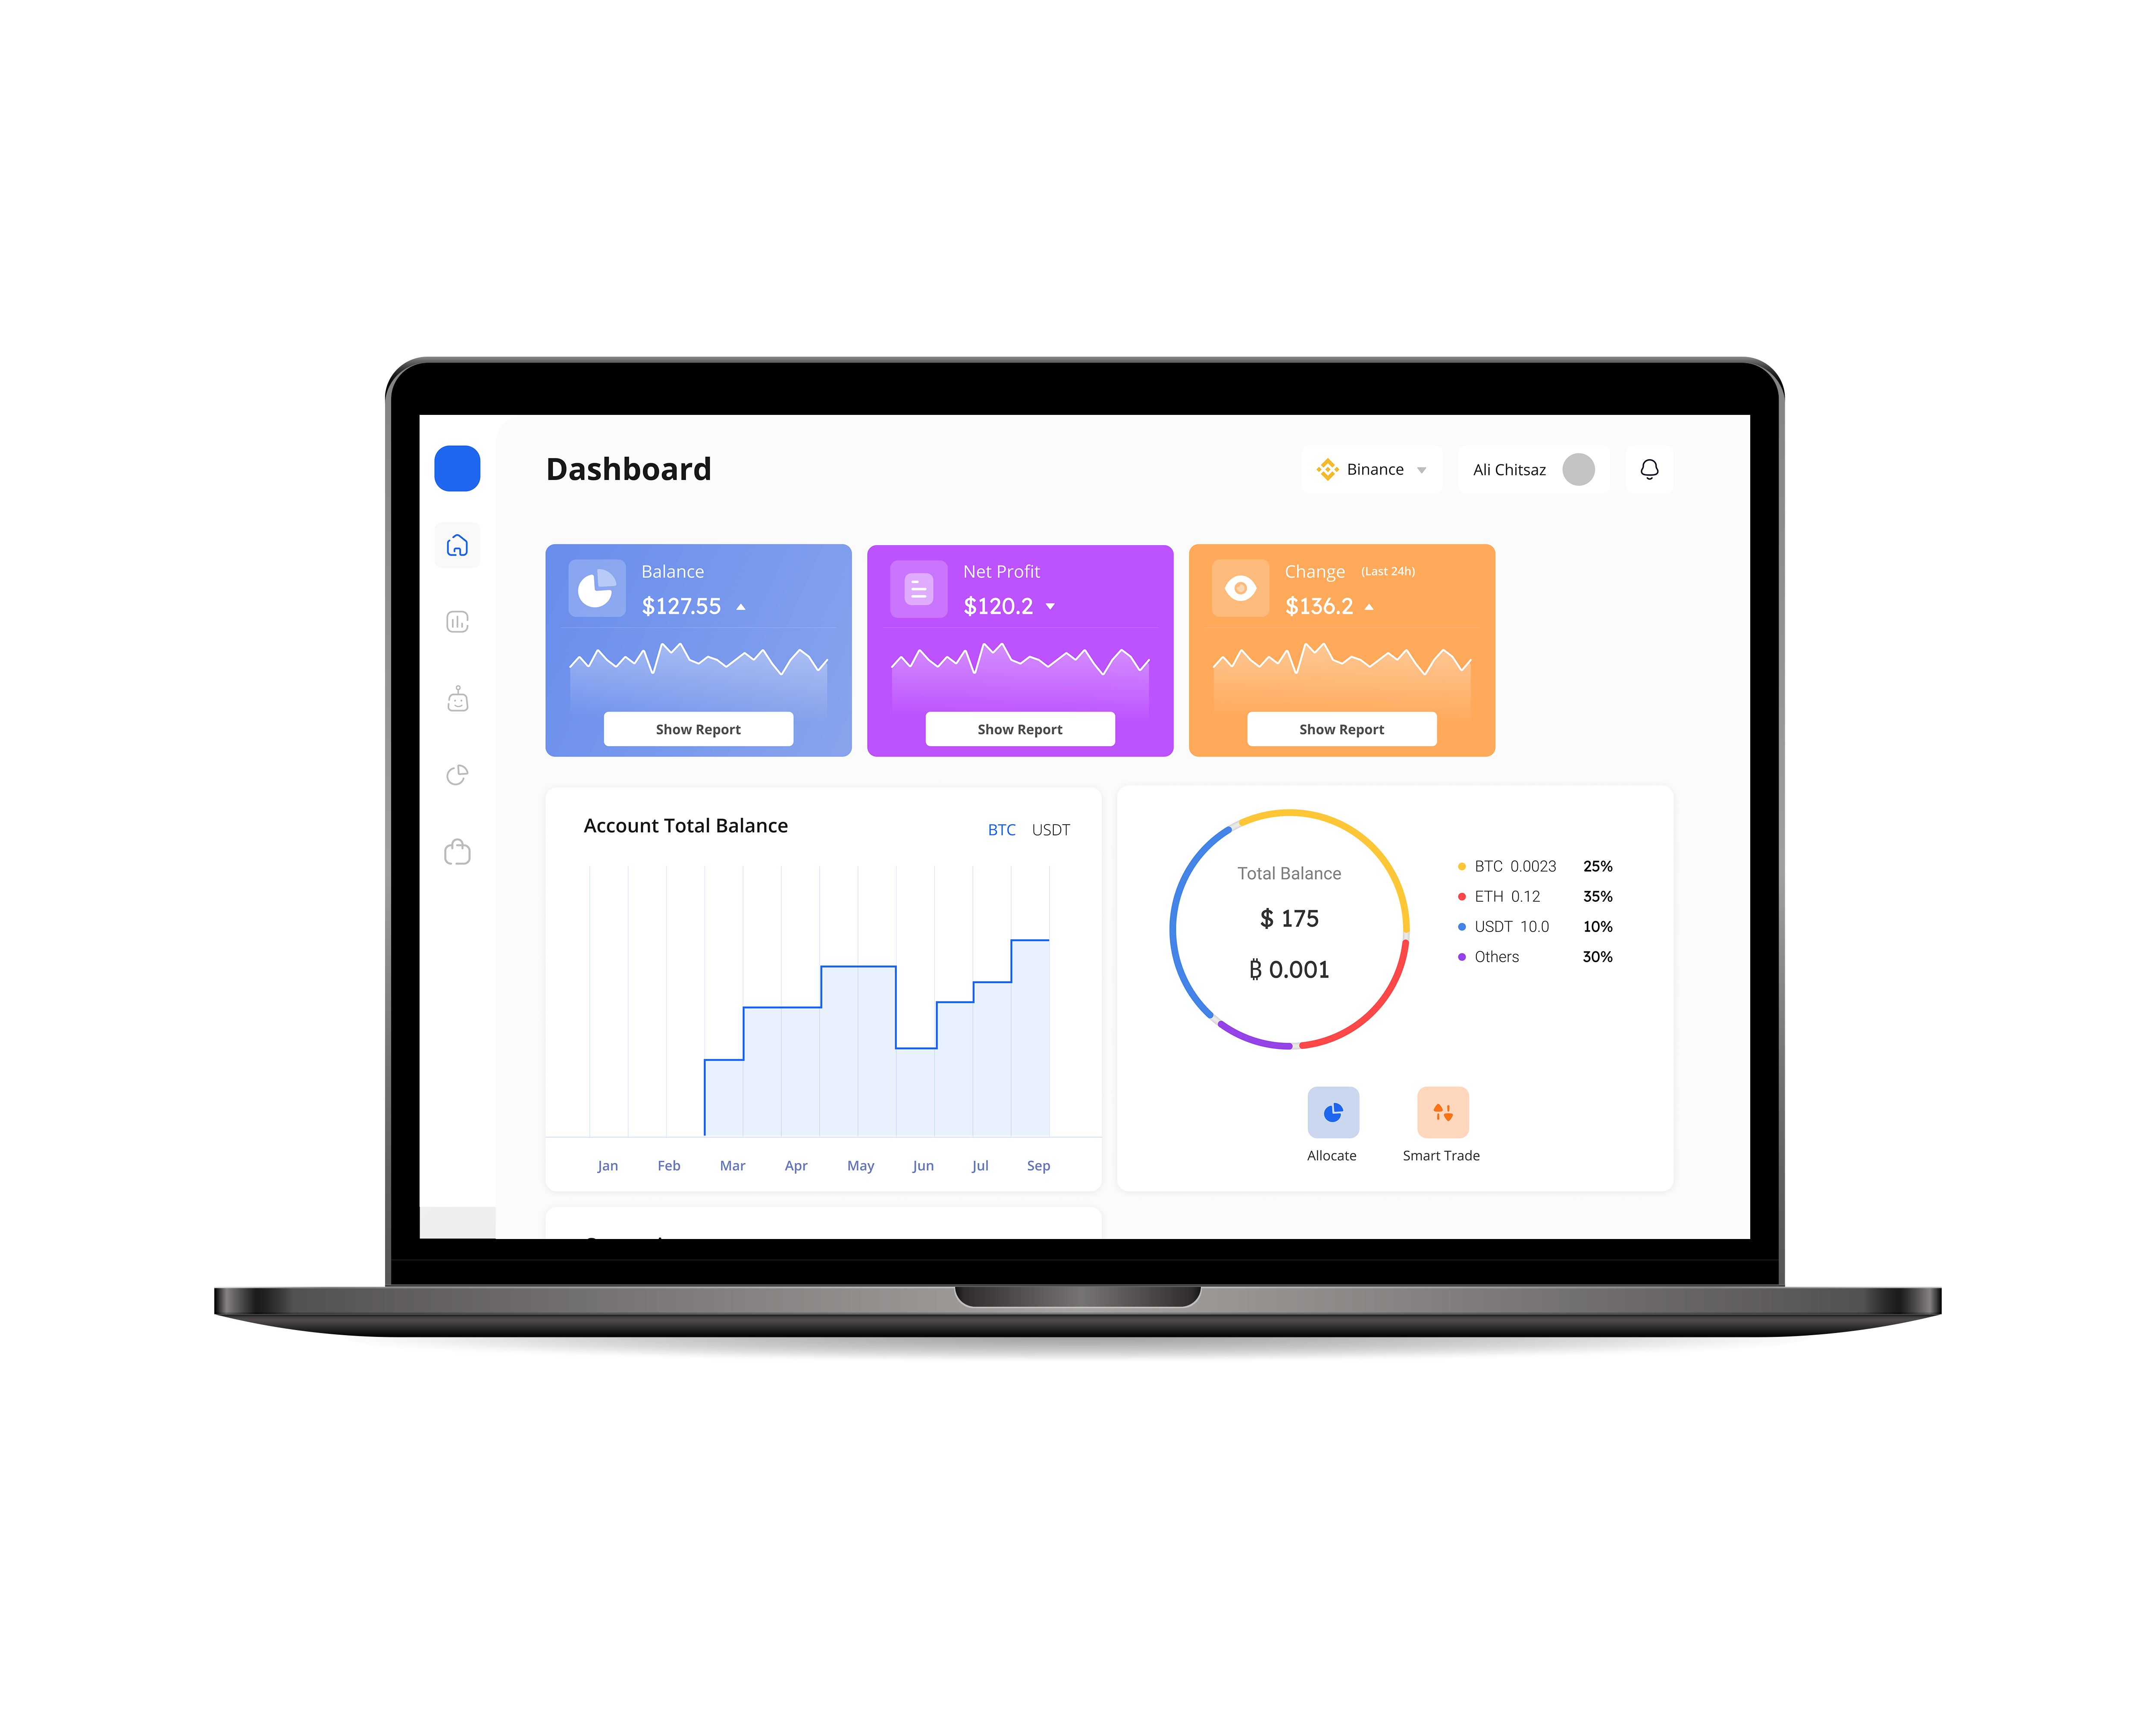 Dashboard
Binance
Ali Chitsaz
Balance
$127.55
Net Profit
$120.2
Change (Last 24h)
$136.2
Show Report
Show Report
Show Report
Account Total Balance
BTC USDT
Jan Feb Mar Apr May Jun Jul Sep
Total Balance
$ 175
฿ 0.001
BTC 0.0023 25%
ETH 0.12 35%
USDT 10.0 10%
Others 30%
Allocate
Smart Trade